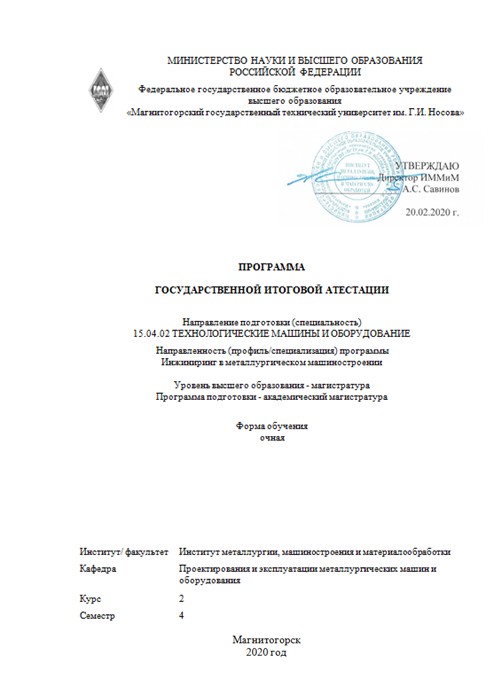 МИНИСТЕРСТВО НАУКИ И ВЫСШЕГО ОБРАЗОВАНИЯ
РОССИЙСКОЙ ФЕДЕРАЦИИ
Федеральное государственное бюджетное образовательное учреждение
высшего образования
«Магнитогорский государственный технический университет им. Г.И. Носова»
УТВЕРЖДАЮ
Директор ИММиМ
А.С. Савинов
20.02.2020 г.
ПРОГРАММА
ГОСУДАРСТВЕННОЙ ИТОГОВОЙ АТЕСТАЦИИ
Направление подготовки (специальность)
15.04.02 ТЕХНОЛОГИЧЕСКИЕ МАШИНЫ И ОБОРУДОВАНИЕ
Направленность (профиль/специализация) программы
Инжиниринг в металлургическом машиностроении
Уровень высшего образования - магистратура
Программа подготовки - академический магистратура
Форма обучения
очная
Институт/ факультет Институт металлургии, машиностроения и материалообработки
Кафедра Проектирования и эксплуатации металлургических машин и
оборудования
Курс 2
Семестр 4
Магнитогорск
2020 год